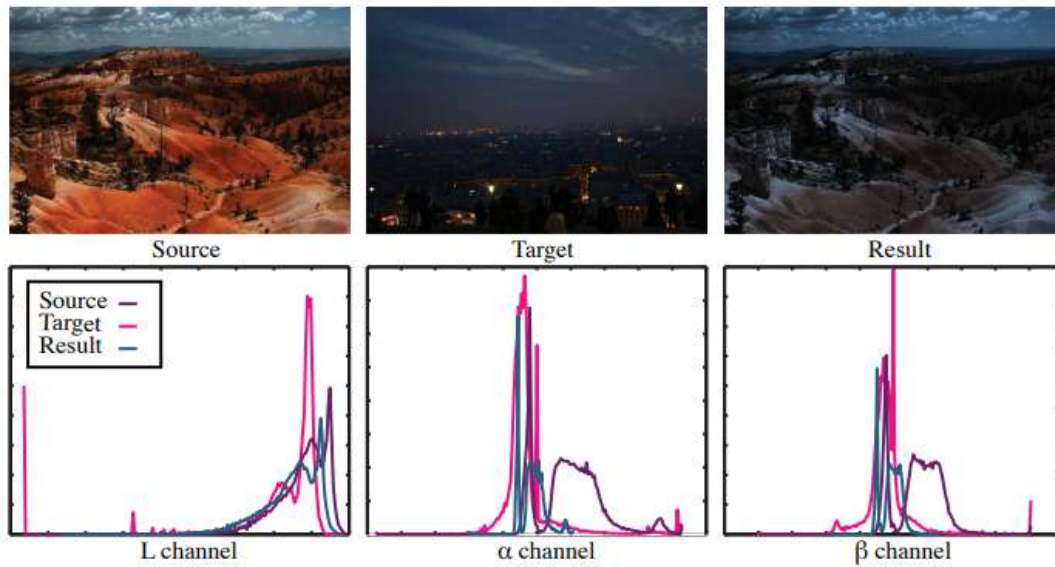 Source
Target
Result
Source
Target
Result
L channel
α channel
β channel